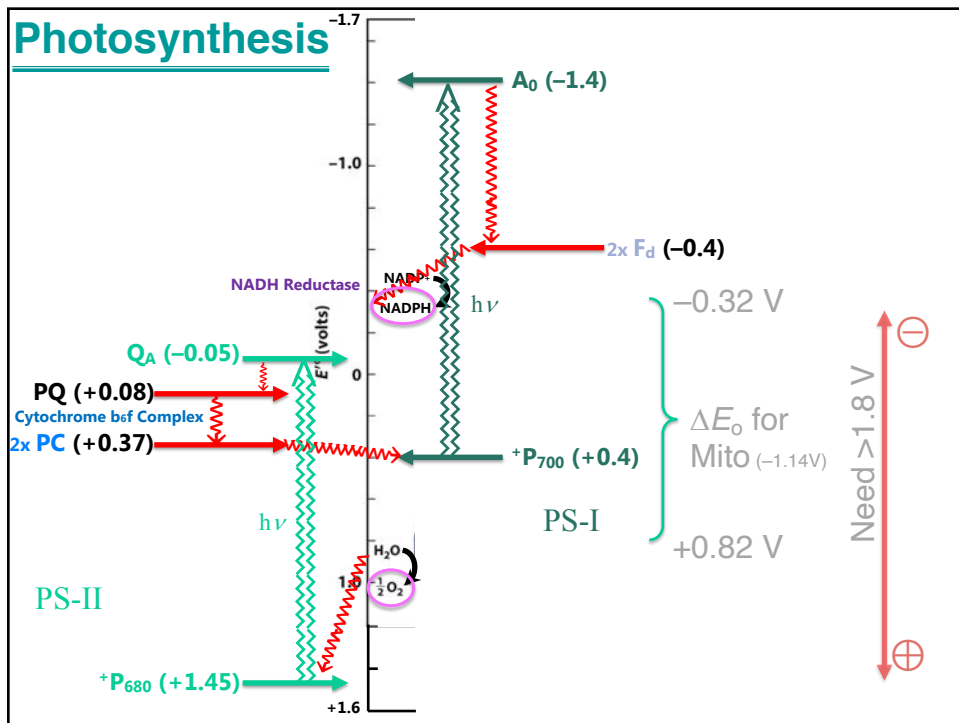 Photosynthesis
−1.7
A₀ (−1.4)
−1.0
2x Fd (−0.4)
NADH Reductase
NADP⁺
NADPH
hν
−0.32 V
E′° (volts)
QA (−0.05)
0
PQ (+0.08)
Cytochrome b₆f Complex
2x PC (+0.37)
⁺P₇₀₀ (+0.4)
ΔEₒ for
Mito (−1.14V)
Need >1.8 V
hν
PS-I
+0.82 V
H₂O
1.0
½O₂
PS-II
⁺P₆₈₀ (+1.45)
+1.6